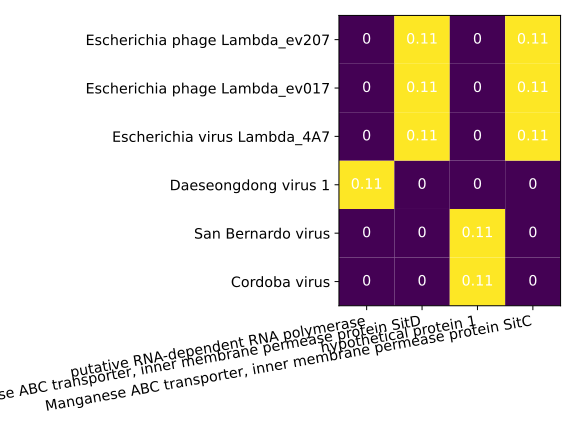 Escherichia phage Lambda_ev207 0 0.11 0 0.11
Escherichia phage Lambda_ev017 0 0.11 0 0.11
Escherichia virus Lambda_4A7 0 0.11 0 0.11
Daeseongdong virus 1 0.11 0 0 0
San Bernardo virus 0 0 0.11 0
Cordoba virus 0 0 0.11 0
putative RNA-dependent RNA polymerase
se ABC transporter, inner membrane permease protein SitD
hypothetical protein 1
Manganese ABC transporter, inner membrane permease protein SitC